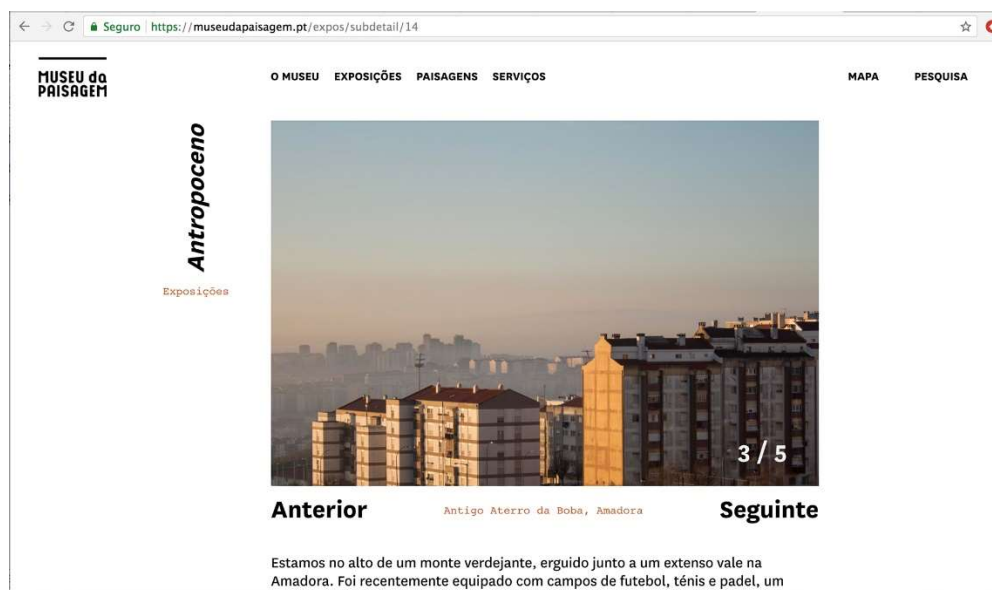 Seguro https://museudapaisagem.pt/expos/subdetail/14
MUSEU da
PAISAGEM
O MUSEU EXPOSIÇÕES PAISAGENS SERVIÇOS
MAPA PESQUISA
Antropoceno
Exposições
3 / 5
Anterior
Antigo Aterro da Boba, Amadora
Seguinte
Estamos no alto de um monte verdejante, erguido junto a um extenso vale na
Amadora. Foi recentemente equipado com campos de futebol, ténis e padel, um